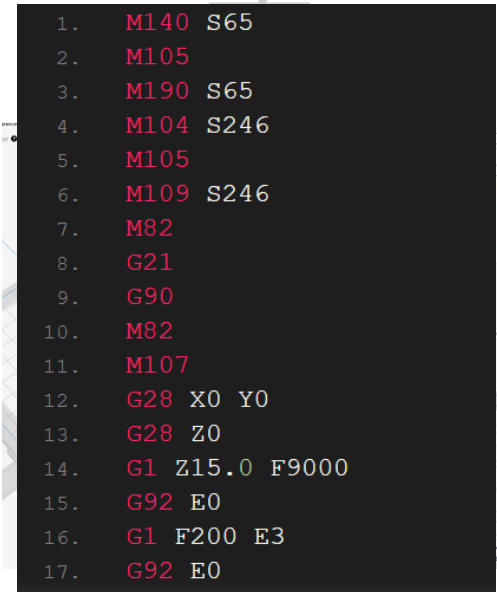 1. M140 S65
2. M105
3. M190 S65
4. M104 S246
5. M105
6. M109 S246
7. M82
8. G21
9. G90
10. M82
11. M107
12. G28 X0 Y0
13. G28 Z0
14. G1 Z15.0 F9000
15. G92 E0
16. G1 F200 E3
17. G92 E0